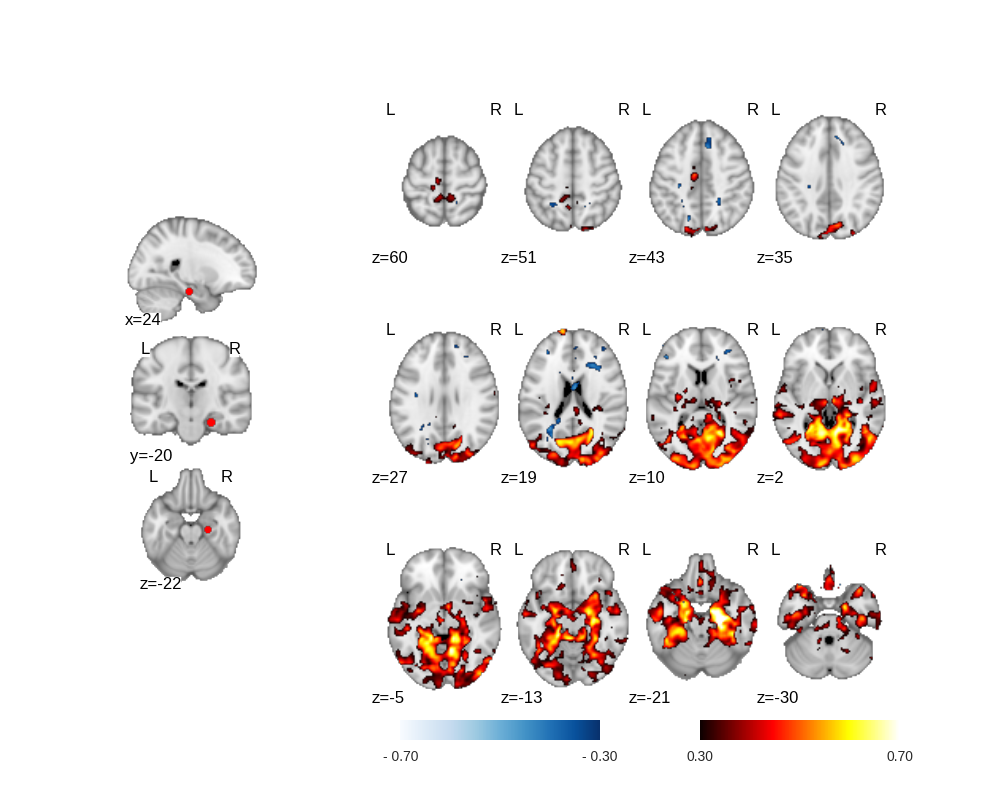 L R L R L R L R
z=60 z=51 z=43 z=35
x=24
L R
y=-20
L R
z=-22
L R L R L R L R
z=27 z=19 z=10 z=2
L R L R L R L R
z=-5 z=-13 z=-21 z=-30
- 0.70 - 0.30 0.30 0.70